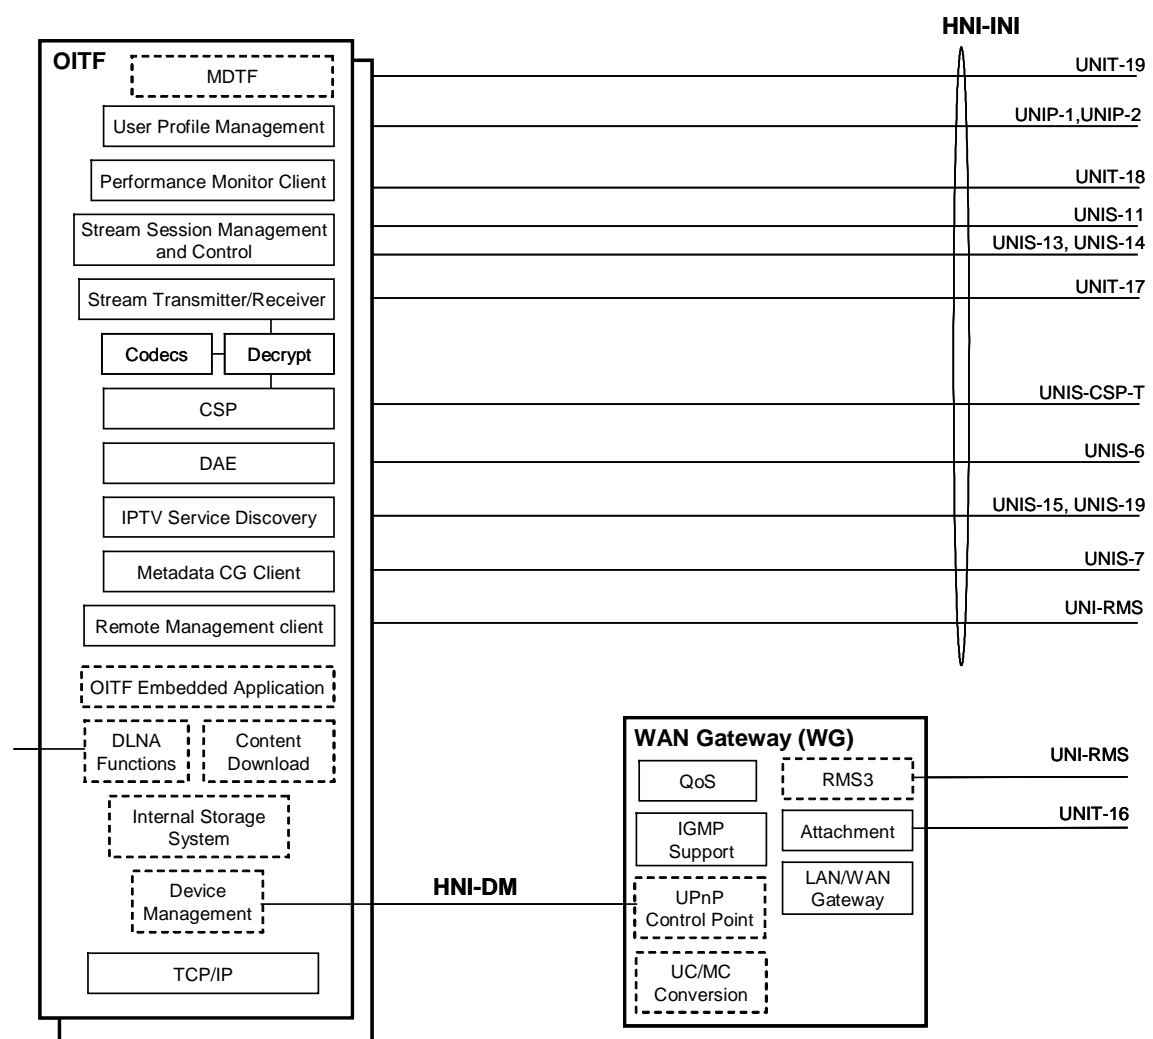 HNI-INI
OITF
MDTF
UNIT-19
User Profile Management
UNIP-1,UNIP-2
Performance Monitor Client
UNIT-18
Stream Session Management
and Control
UNIS-11
UNIS-13, UNIS-14
Stream Transmitter/Receiver
UNIT-17
Codecs
Decrypt
CSP
UNIS-CSP-T
DAE
UNIS-6
IPTV Service Discovery
UNIS-15, UNIS-19
Metadata CG Client
UNIS-7
Remote Management client
UNI-RMS
OITF Embedded Application
DLNA
Functions
Content
Download
Internal Storage
System
Device
Management
HNI-DM
TCP/IP
WAN Gateway (WG)
QoS
RMS3
UNI-RMS
IGMP
Support
Attachment
UNIT-16
UPnP
Control Point
LAN/WAN
Gateway
UC/MC
Conversion